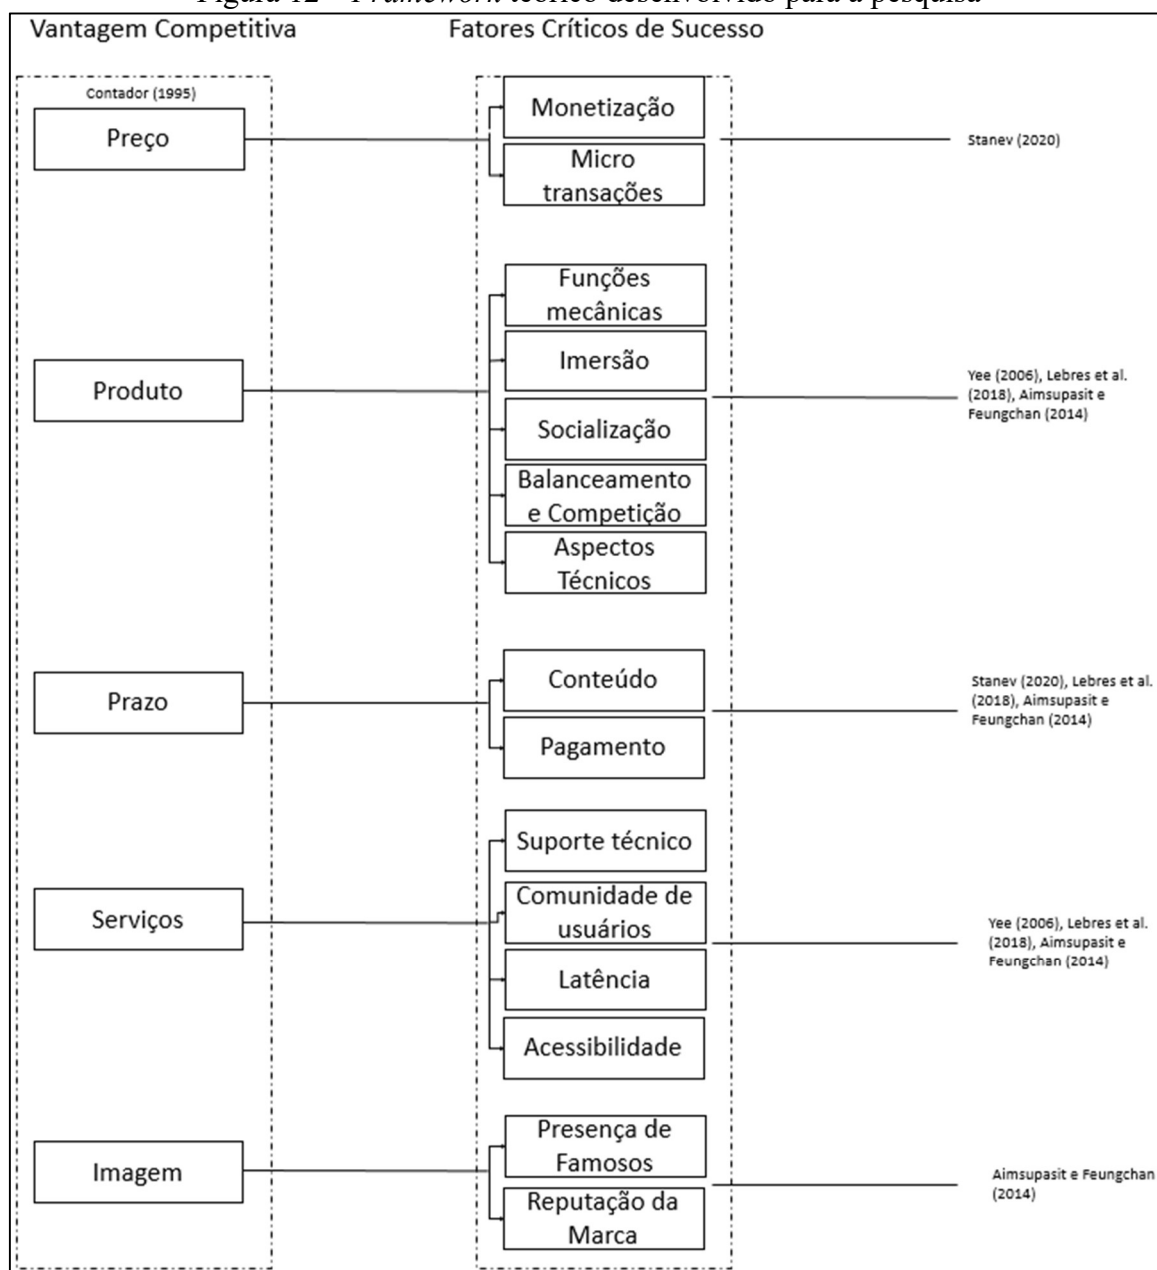 Figura 12 - Framework teórico desenvolvido para a pesquisa
Vantagem Competitiva
Fatores Críticos de Sucesso
Contador (1995)
Preço
Monetização
Micro
transações
Stanev (2020)
Produto
Funções
mecânicas
Imersão
Socialização
Balanceamento
e Competição
Aspectos
Técnicos
Yee (2006), Lebres et al.
(2018), Aimsupasit e
Feungchan (2014)
Prazo
Conteúdo
Pagamento
Stanev (2020), Lebres et al.
(2018), Aimsupasit e
Feungchan (2014)
Serviços
Suporte técnico
Comunidade de
usuários
Latência
Acessibilidade
Yee (2006), Lebres et al.
(2018), Aimsupasit e
Feungchan (2014)
Imagem
Presença de
Famosos
Reputação da
Marca
Aimsupasit e Feungchan
(2014)